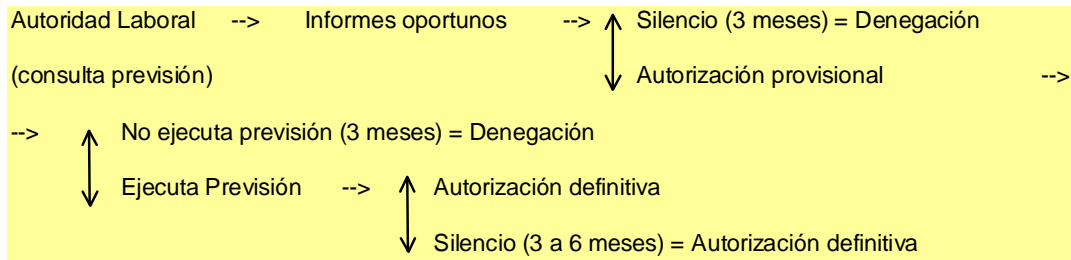 Autoridad Laboral --> Informes oportunos --> Silencio (3 meses) = Denegación
(consulta previsión) Autorización provisional -->
--> No ejecuta previsión (3 meses) = Denegación
Ejecuta Previsión --> Autorización definitiva
Silencio (3 a 6 meses) = Autorización definitiva